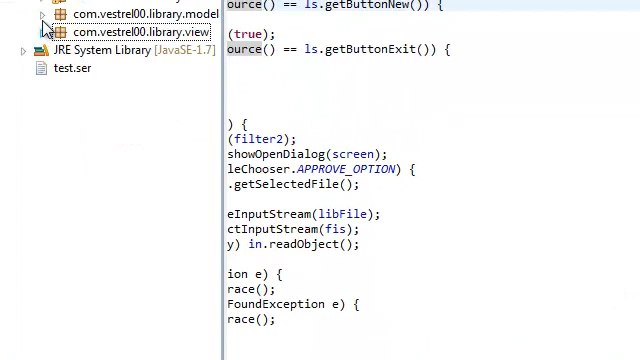 com.vestrel00.library.model
com.vestrel00.library.view
JRE System Library [JavaSE-1.7]
test.ser
ource() == ls.getButtonNew()) {
(true);
ource() == ls.getButtonExit()) {
) {
(filter2);
showOpenDialog(screen);
leChooser.APPROVE_OPTION) {
.getSelectedFile();
eInputStream(libFile);
ctInputStream(fis);
y) in.readObject();
ion e) {
race();
FoundException e) {
race();